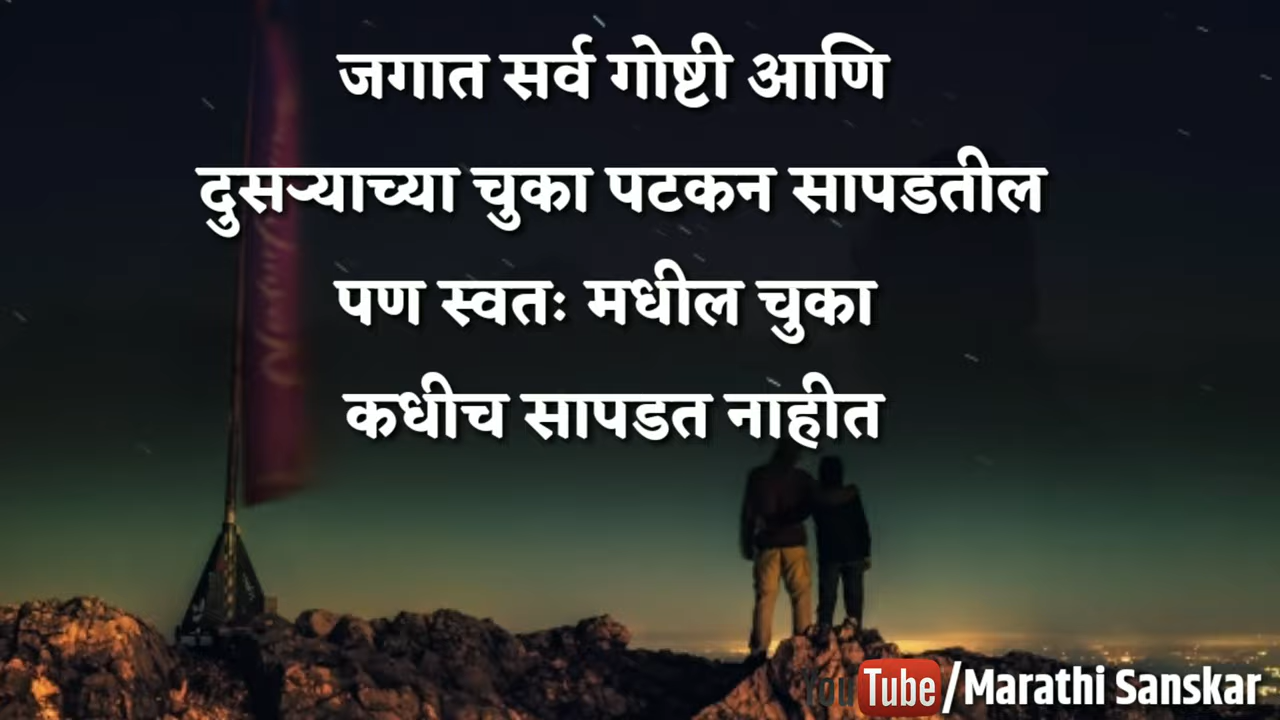 जगात सर्व गोष्टी आणि
दुसऱ्याच्या चुका पटकन सापडतील
पण स्वतः मधील चुका
कधीच सापडत नाहीत
YouTube/Marathi Sanskar